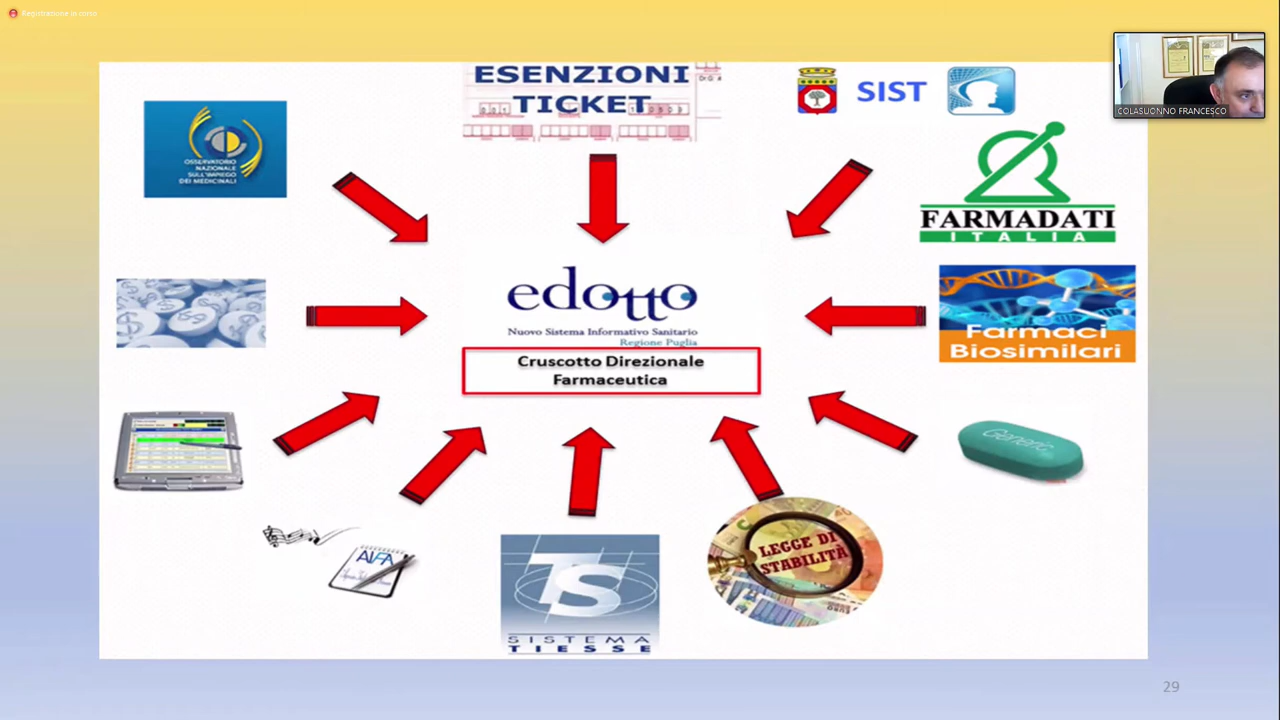 Registrazione in corso
ESENZIONI
TICKET
SIST
COLASUONNO FRANCESCO
OSSERVATORIO
NAZIONALE
SULL'IMPIEGO
DEI MEDICINALI
FARMADATI
ITALIA
edotto
Nuovo Sistema Informativo Sanitario
Regione Puglia
Cruscotto Direzionale
Farmaceutica
Farmaci
Biosimilari
Generic
AIFA
LEGGE DI
STABILITÀ
TS
SISTEMA
TIESSE
29